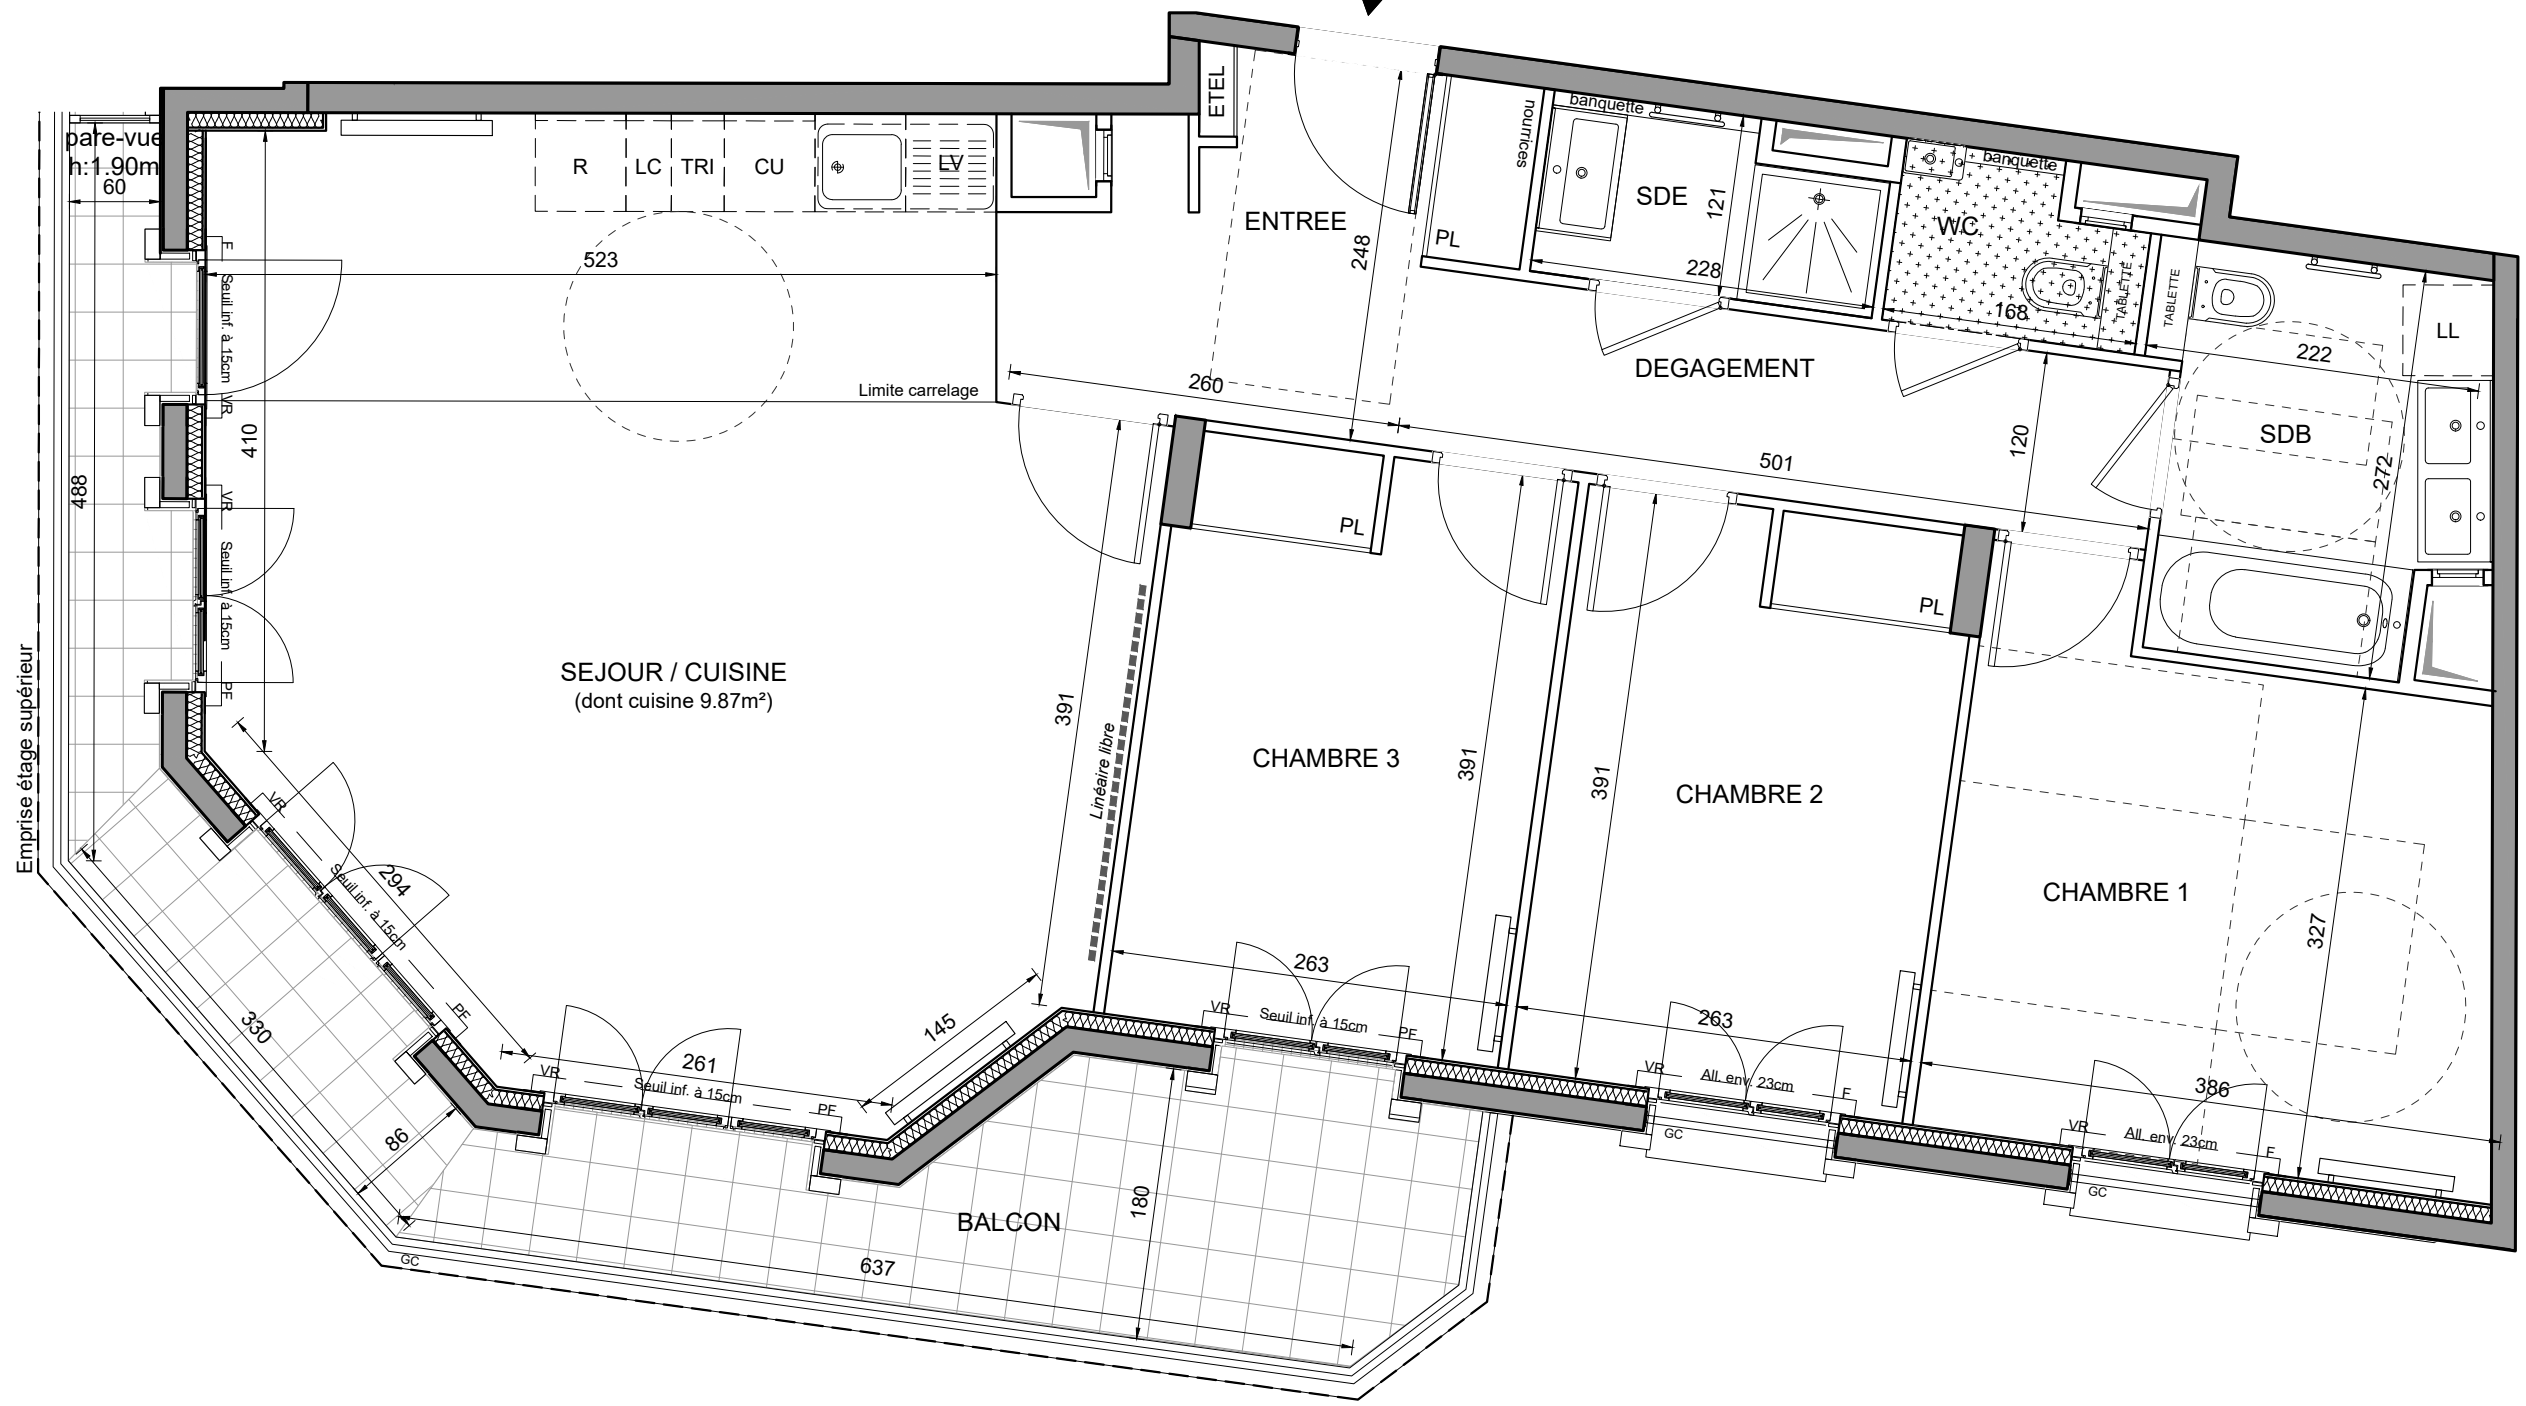 pare-vue
h:1.90m
60
ETEL
nourrices
banquette
banquette
R
LC
TRI
CU
LV
ENTREE
PL
SDE
121
WC
TABLETTE
TABLETTE
LL
248
228
168
222
523
F
Seuil inf. à 15cm
VR
Limite carrelage
260
DEGAGEMENT
120
501
SDB
272
410
488
VR
Seuil inf. à 15cm
PF
PL
PL
Emprise étage supérieur
SEJOUR / CUISINE
(dont cuisine 9.87m²)
391
Linéaire libre
CHAMBRE 3
391
391
CHAMBRE 2
CHAMBRE 1
327
VR
Seuil inf. à 15cm
PF
294
330
86
VR
261
Seuil inf. à 15cm
PF
145
263
VR
Seuil inf. à 15cm
PF
263
VR
All. env. 23cm
F
GC
386
VR
All. env. 23cm
F
GC
BALCON
180
637
GC